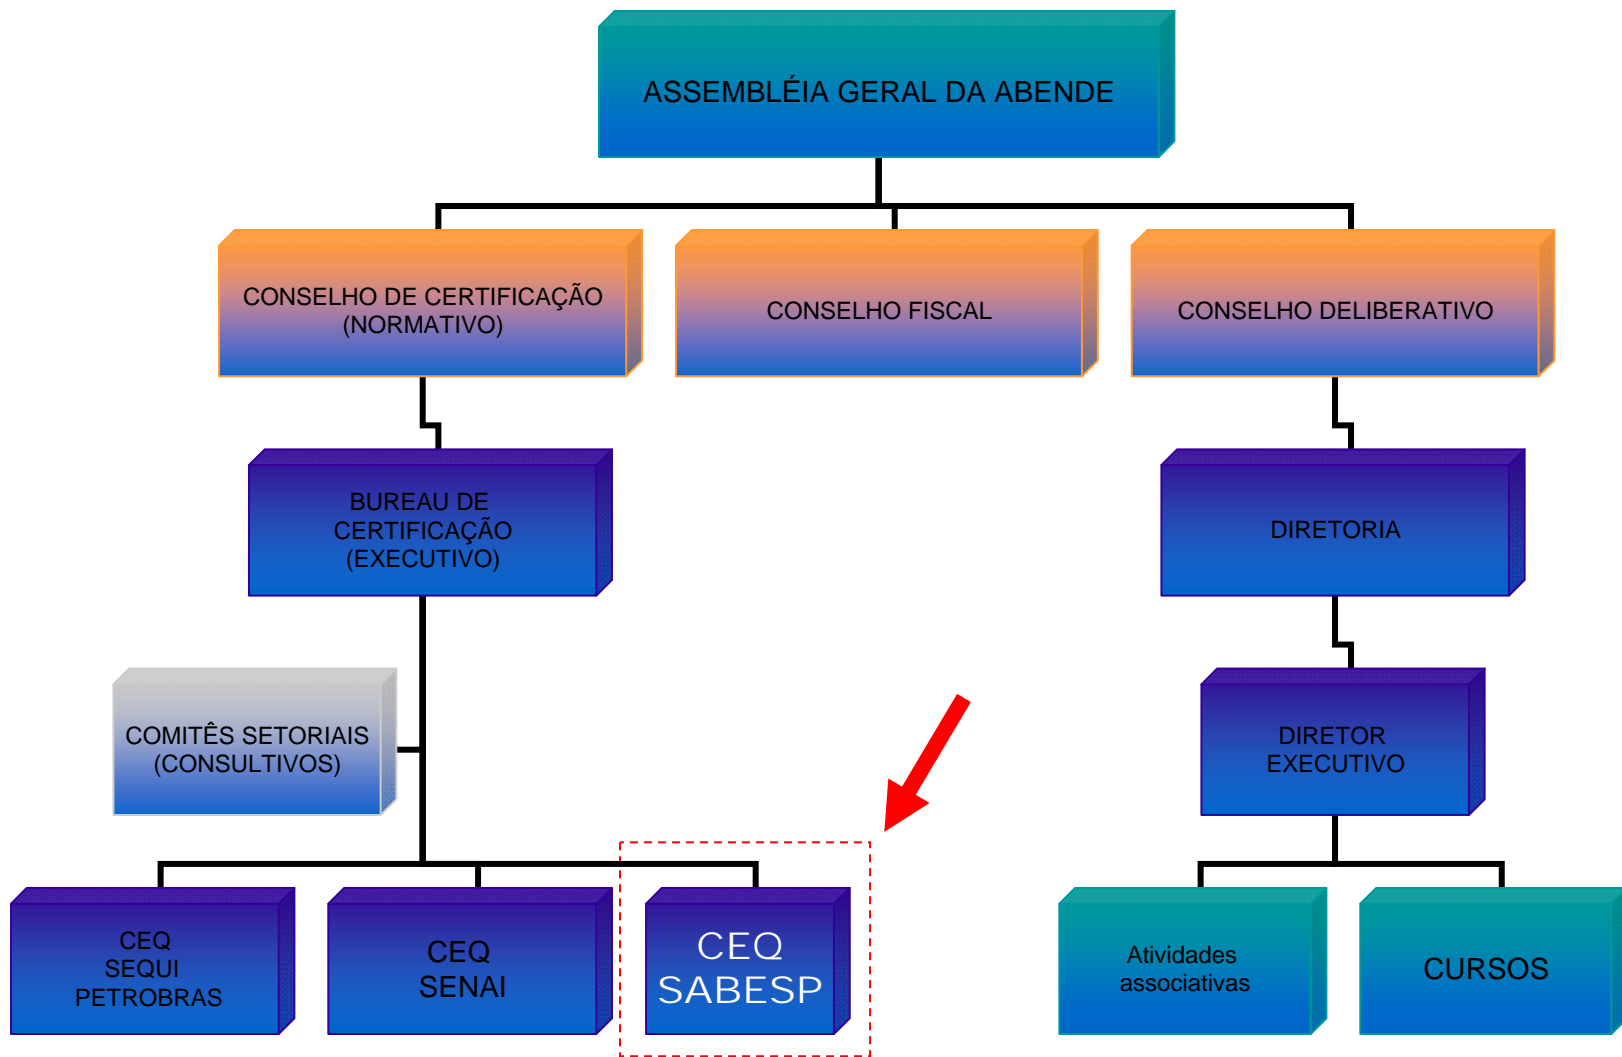 ASSEMBLÉIA GERAL DA ABENDE
CONSELHO DE CERTIFICAÇÃO
(NORMATIVO)
CONSELHO FISCAL
CONSELHO DELIBERATIVO
BUREAU DE
CERTIFICAÇÃO
(EXECUTIVO)
DIRETORIA
COMITÊS SETORIAIS
(CONSULTIVOS)
DIRETOR
EXECUTIVO
CEQ
SEQUI
PETROBRAS
CEQ
SENAI
CEQ
SABESP
Atividades
associativas
CURSOS